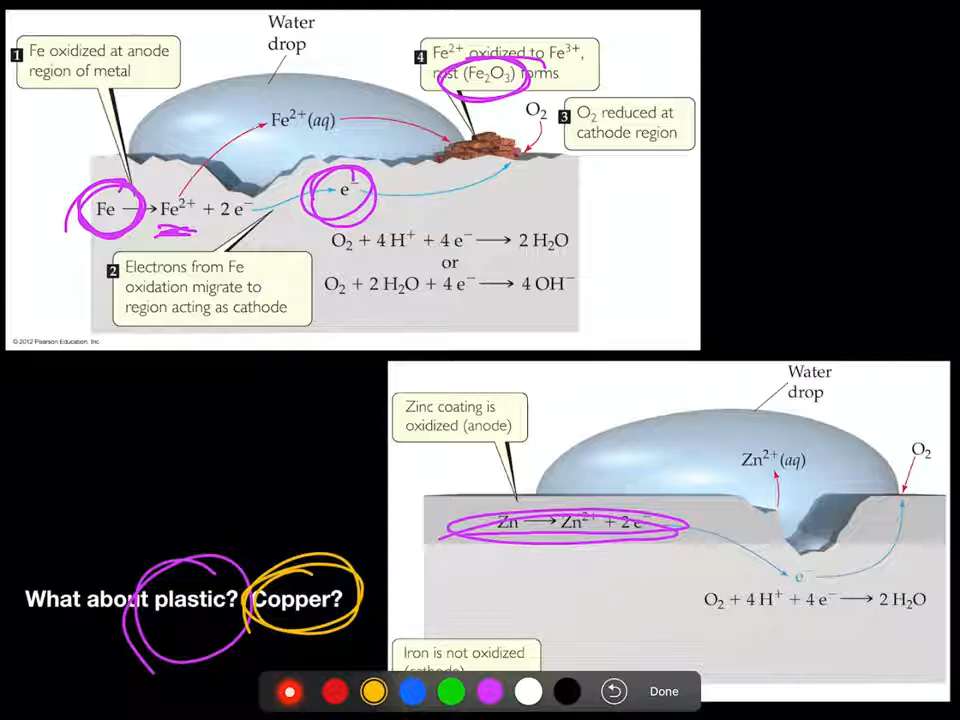 Water
drop
1 Fe oxidized at anode
region of metal
4 Fe²⁺ oxidized to Fe³⁺,
rust (Fe₂O₃) forms
O₂
3 O₂ reduced at
cathode region
Fe²⁺(aq)
e⁻
Fe → Fe²⁺ + 2 e⁻
O₂ + 4 H⁺ + 4 e⁻ → 2 H₂O
or
O₂ + 2 H₂O + 4 e⁻ → 4 OH⁻
2 Electrons from Fe
oxidation migrate to
region acting as cathode
© 2012 Pearson Education, Inc.
Water
drop
Zinc coating is
oxidized (anode)
Zn²⁺(aq)
O₂
Zn → Zn²⁺ + 2 e⁻
e⁻
O₂ + 4 H⁺ + 4 e⁻ → 2 H₂O
What about plastic? Copper?
Iron is not oxidized
(cathode)
Done